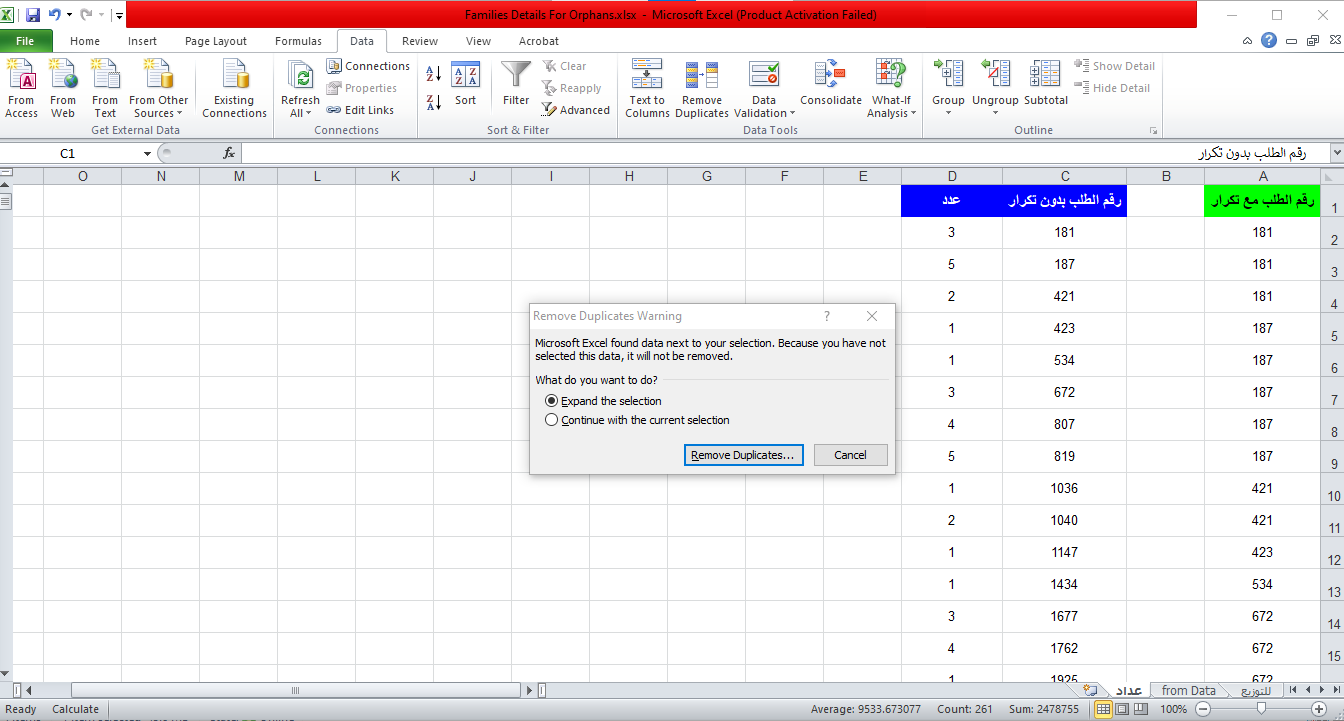 Families Details For Orphans.xlsx - Microsoft Excel (Product Activation Failed)
File Home Insert Page Layout Formulas Data Review View Acrobat
From Access
From Web
From Text
From Other Sources
Existing Connections
Get External Data
Refresh All
Connections
Properties
Edit Links
Connections
Sort
Filter
Clear
Reapply
Advanced
Sort & Filter
Text to Columns
Remove Duplicates
Data Validation
Consolidate
What-If Analysis
Data Tools
Group
Ungroup
Subtotal
Show Detail
Hide Detail
Outline
C1
fx
رقم الطلب بدون تكرار
O N M L K J I H G F E D C B A
عدد رقم الطلب بدون تكرار رقم الطلب مع تكرار 1
3 181 181 2
5 187 181 3
2 421 181 4
1 423 187 5
1 534 187 6
3 672 187 7
4 807 187 8
5 819 187 9
1 1036 421 10
2 1040 421 11
1 1147 423 12
1 1434 534 13
3 1677 672 14
4 1762 672 15
1 1925 672
Remove Duplicates Warning ?
Microsoft Excel found data next to your selection. Because you have not
selected this data, it will not be removed.
What do you want to do?
Expand the selection
Continue with the current selection
Remove Duplicates...
Cancel
عداد from Data للتوزيع
Ready Calculate Average: 9533.673077 Count: 261 Sum: 2478755 100%